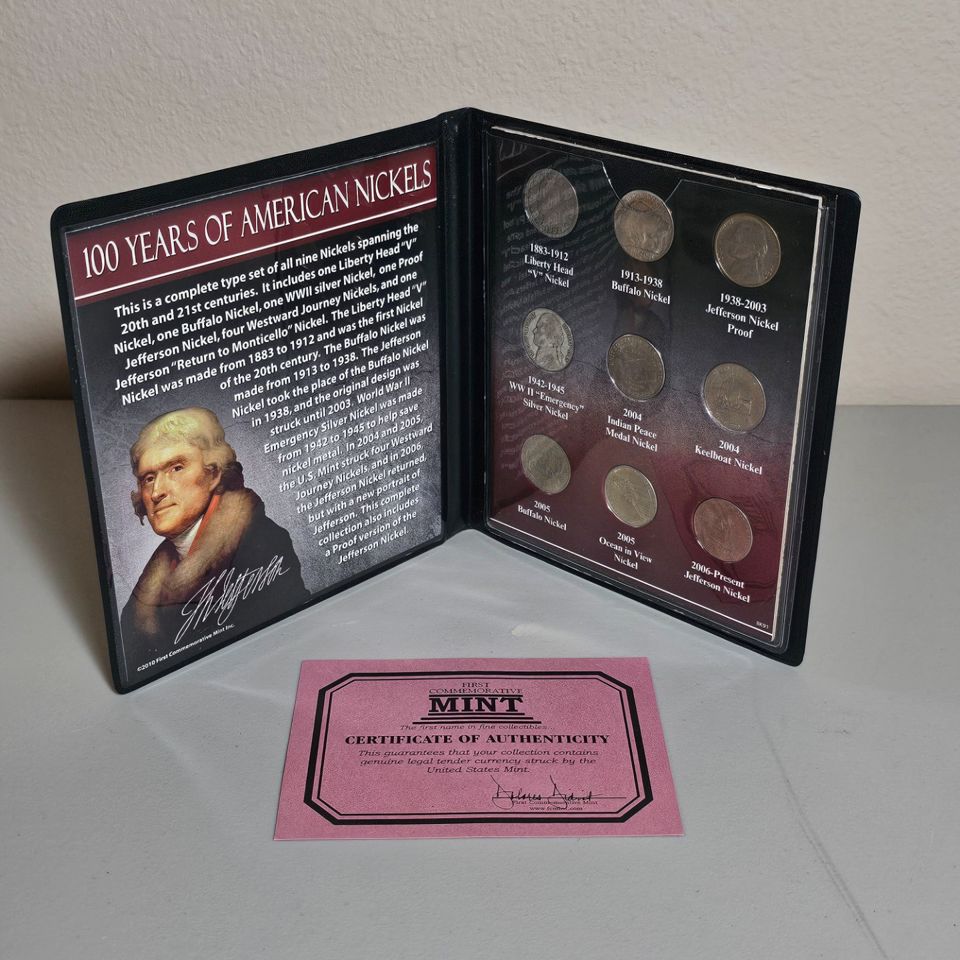 100 YEARS OF AMERICAN NICKELS
This is a complete type set of all nine Nickels spanning the
20th and 21st centuries. It includes one Liberty Head "V"
Nickel, one Buffalo Nickel, one WWII silver Nickel, one Proof
Jefferson Nickel, four Westward Journey Nickels, and one
Jefferson "Return to Monticello" Nickel. The Liberty Head "V"
Nickel was made from 1883 to 1912 and was the first Nickel
of the 20th century. The Buffalo Nickel was
made from 1913 to 1938. The Jefferson
Nickel took the place of the Buffalo Nickel
in 1938, and the original design was
struck until 2003. World War II
Emergency Silver Nickel was made
from 1942 to 1945 to help save
nickel metal. In 2004 and 2005,
the U.S. Mint struck four Westward
Journey Nickels, and in 2006,
the Jefferson Nickel returned,
but with a new portrait of
Jefferson. This complete
collection also includes
a Proof version of the
Jefferson Nickel.
Th Jefferson
©2010 First Commemorative Mint Inc.
1883-1912
Liberty Head
"V" Nickel
1913-1938
Buffalo Nickel
1938-2003
Jefferson Nickel
Proof
1942-1945
WW II "Emergency"
Silver Nickel
2004
Indian Peace
Medal Nickel
2004
Keelboat Nickel
2005
Buffalo Nickel
2005
Ocean in View
Nickel
2006-Present
Jefferson Nickel
FIRST
COMMEMORATIVE
MINT
The first name in fine collectibles.
CERTIFICATE OF AUTHENTICITY
This guarantees that your collection contains
genuine legal tender currency struck by the
United States Mint.
First Commemorative Mint